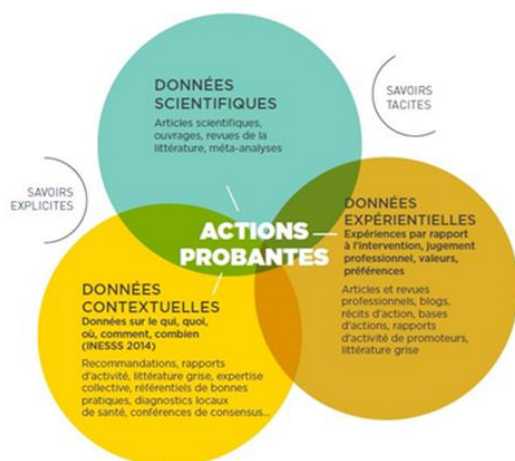 DONNÉES
SCIENTIFIQUES
Articles scientifiques,
ouvrages, revues de la
littérature, méta-analyses
SAVOIRS
TACITES
SAVOIRS
EXPLICITES
ACTIONS
PROBANTES
DONNÉES
EXPÉRIENTIELLES
Expériences par rapport
à l'intervention, jugement
professionnel, valeurs,
préférences
Articles et revues
professionnels, blogs,
récits d'action, bases
d'actions, rapports
d'activité de promoteurs,
littérature grise
DONNÉES
CONTEXTUELLES
Données sur le qui, quoi,
où, comment, combien
(INESSS 2014)
Recommandations, rapports
d'activité, littérature grise, expertise
collective, référentiels de bonnes
pratiques, diagnostics locaux
de santé, conférences de consensus...